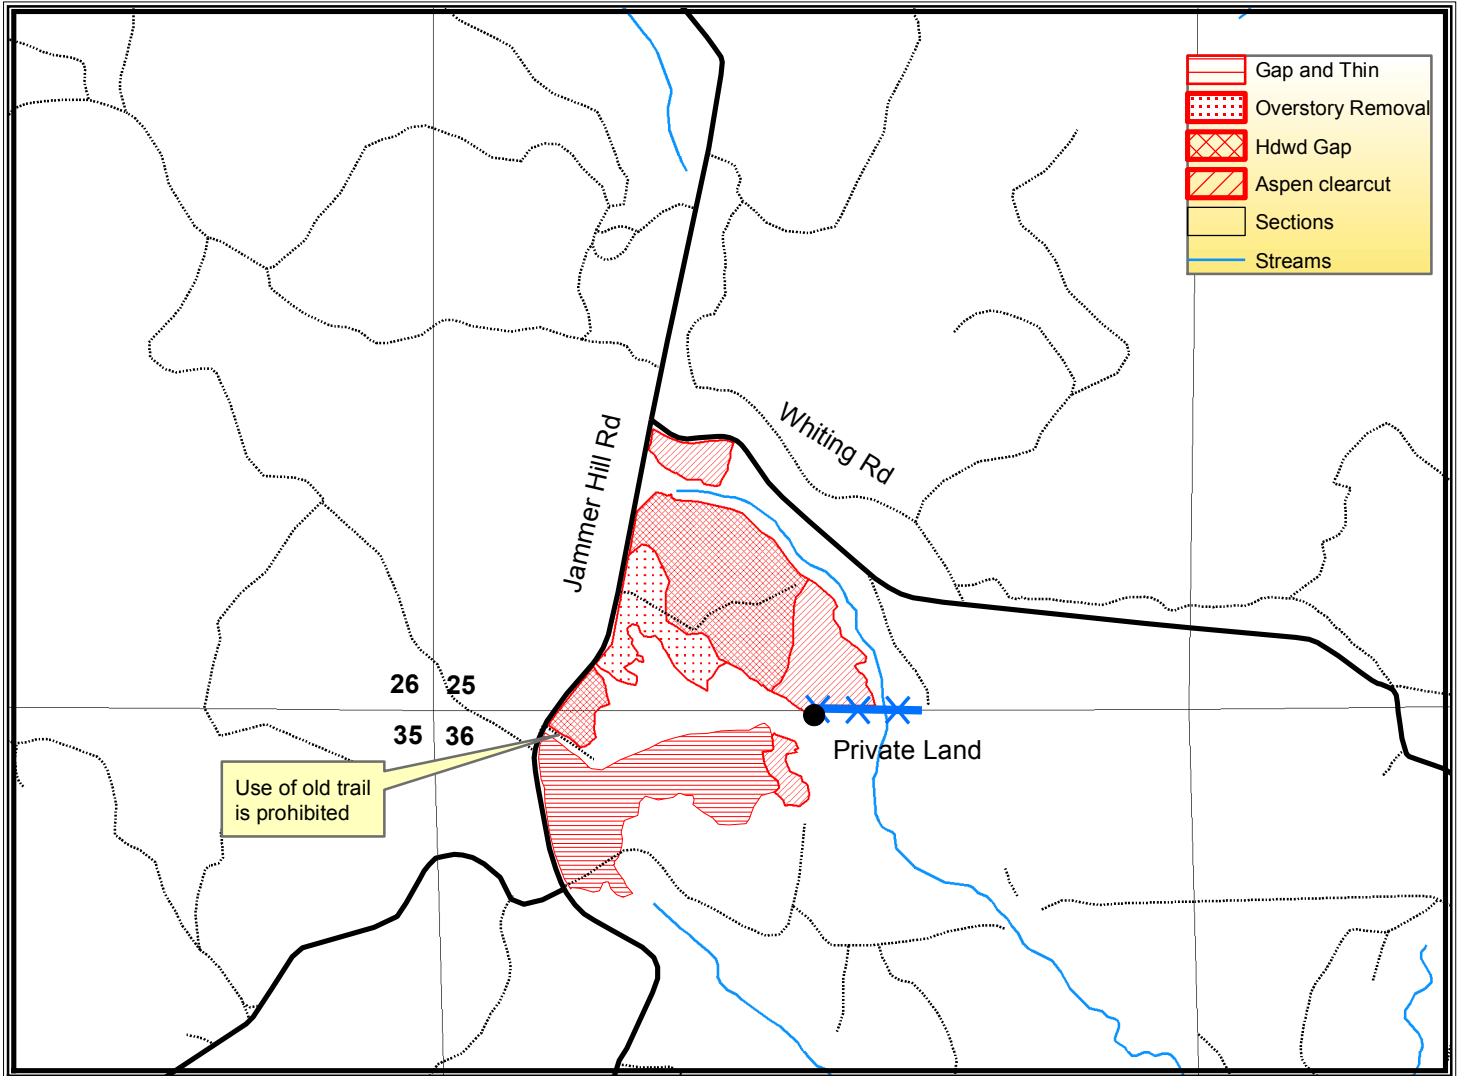 Gap and Thin
Overstory Removal
Hdwd Gap
Aspen clearcut
Sections
Streams
Whiting Rd
Jammer Hill Rd
26 25
35 36
Private Land
Use of old trail
is prohibited